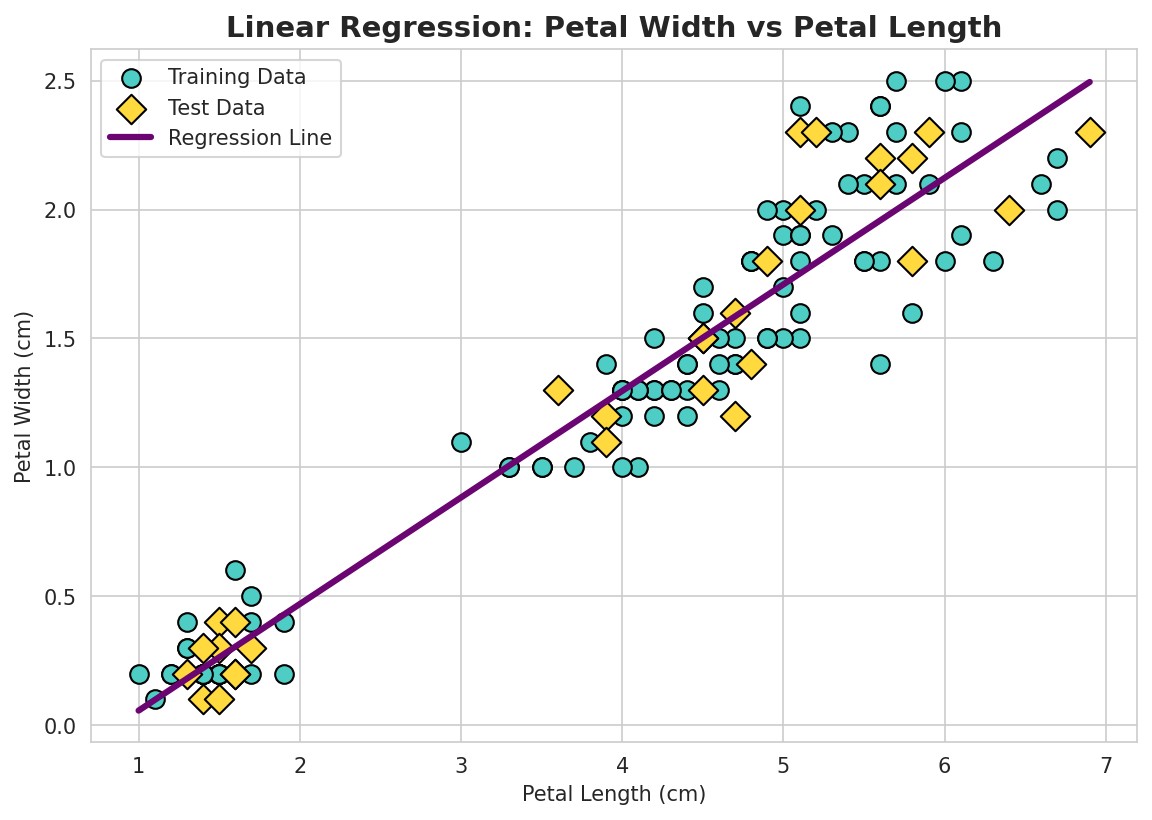 Linear Regression: Petal Width vs Petal Length
Training Data
Test Data
Regression Line
Petal Width (cm)
2.5
2.0
1.5
1.0
0.5
0.0
1 2 3 4 5 6 7
Petal Length (cm)